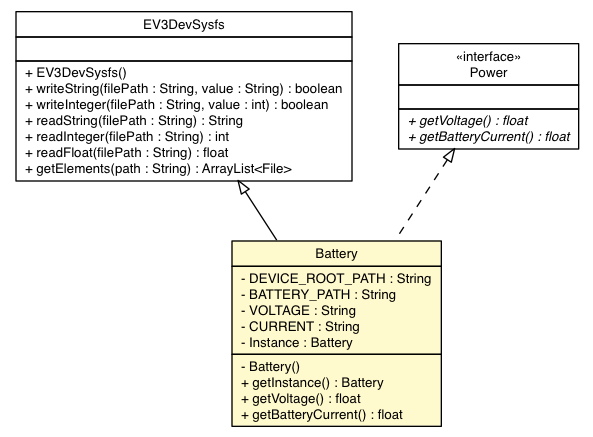 EV3DevSysfs
+ EV3DevSysfs()
+ writeString(filePath : String, value : String) : boolean
+ writeInteger(filePath : String, value : int) : boolean
+ readString(filePath : String) : String
+ readInteger(filePath : String) : int
+ readFloat(filePath : String) : float
+ getElements(path : String) : ArrayList<File>
«interface»
Power
+ getVoltage() : float
+ getBatteryCurrent() : float
Battery
- DEVICE_ROOT_PATH : String
- BATTERY_PATH : String
- VOLTAGE : String
- CURRENT : String
- Instance : Battery
- Battery()
+ getInstance() : Battery
+ getVoltage() : float
+ getBatteryCurrent() : float